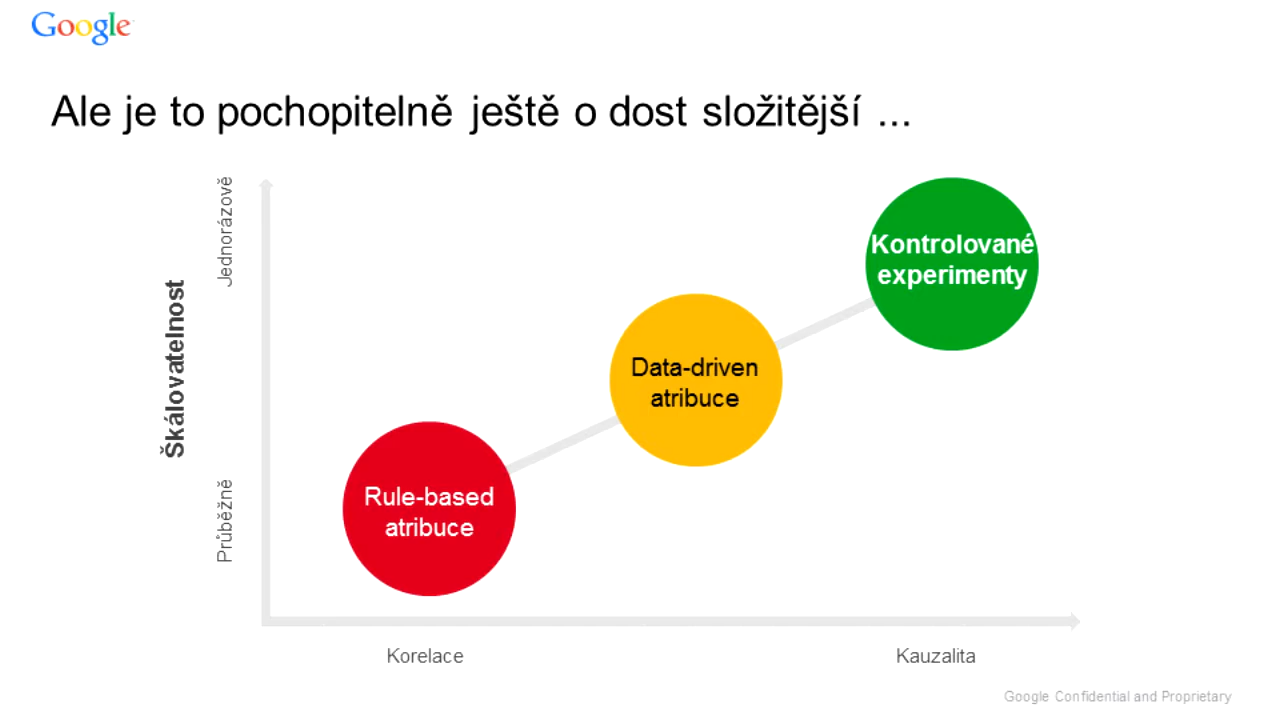 Google
Ale je to pochopitelně ještě o dost složitější ...
Jednorázově
Škálovatelnost
Průběžně
Kontrolované
experimenty
Data-driven
atribuce
Rule-based
atribuce
Korelace
Kauzalita
Google Confidential and Proprietary